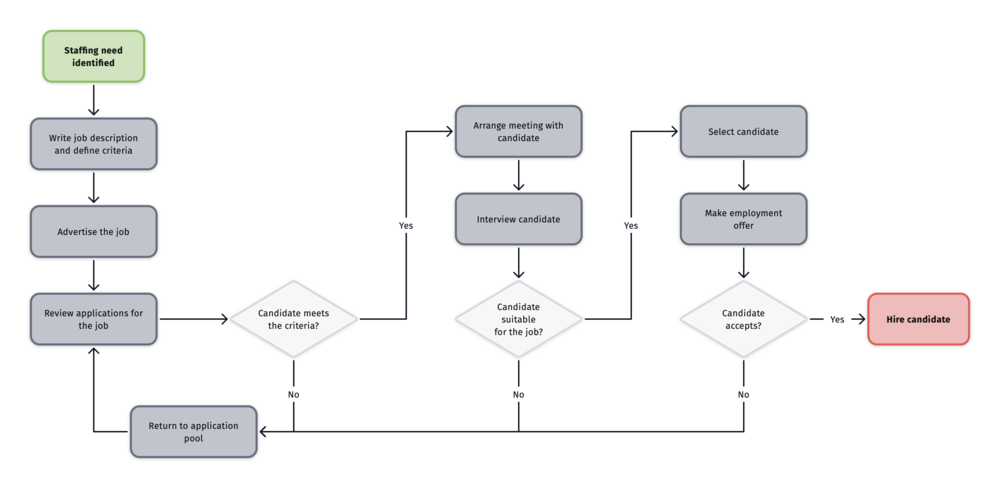 Staffing need
identified
Write job description
and define criteria
Advertise the job
Review applications for
the job
Candidate meets
the criteria?
Yes
No
Return to application
pool
Arrange meeting with
candidate
Interview candidate
Candidate
suitable
for the job?
Yes
No
Select candidate
Make employment
offer
Candidate
accepts?
Yes
No
Hire candidate